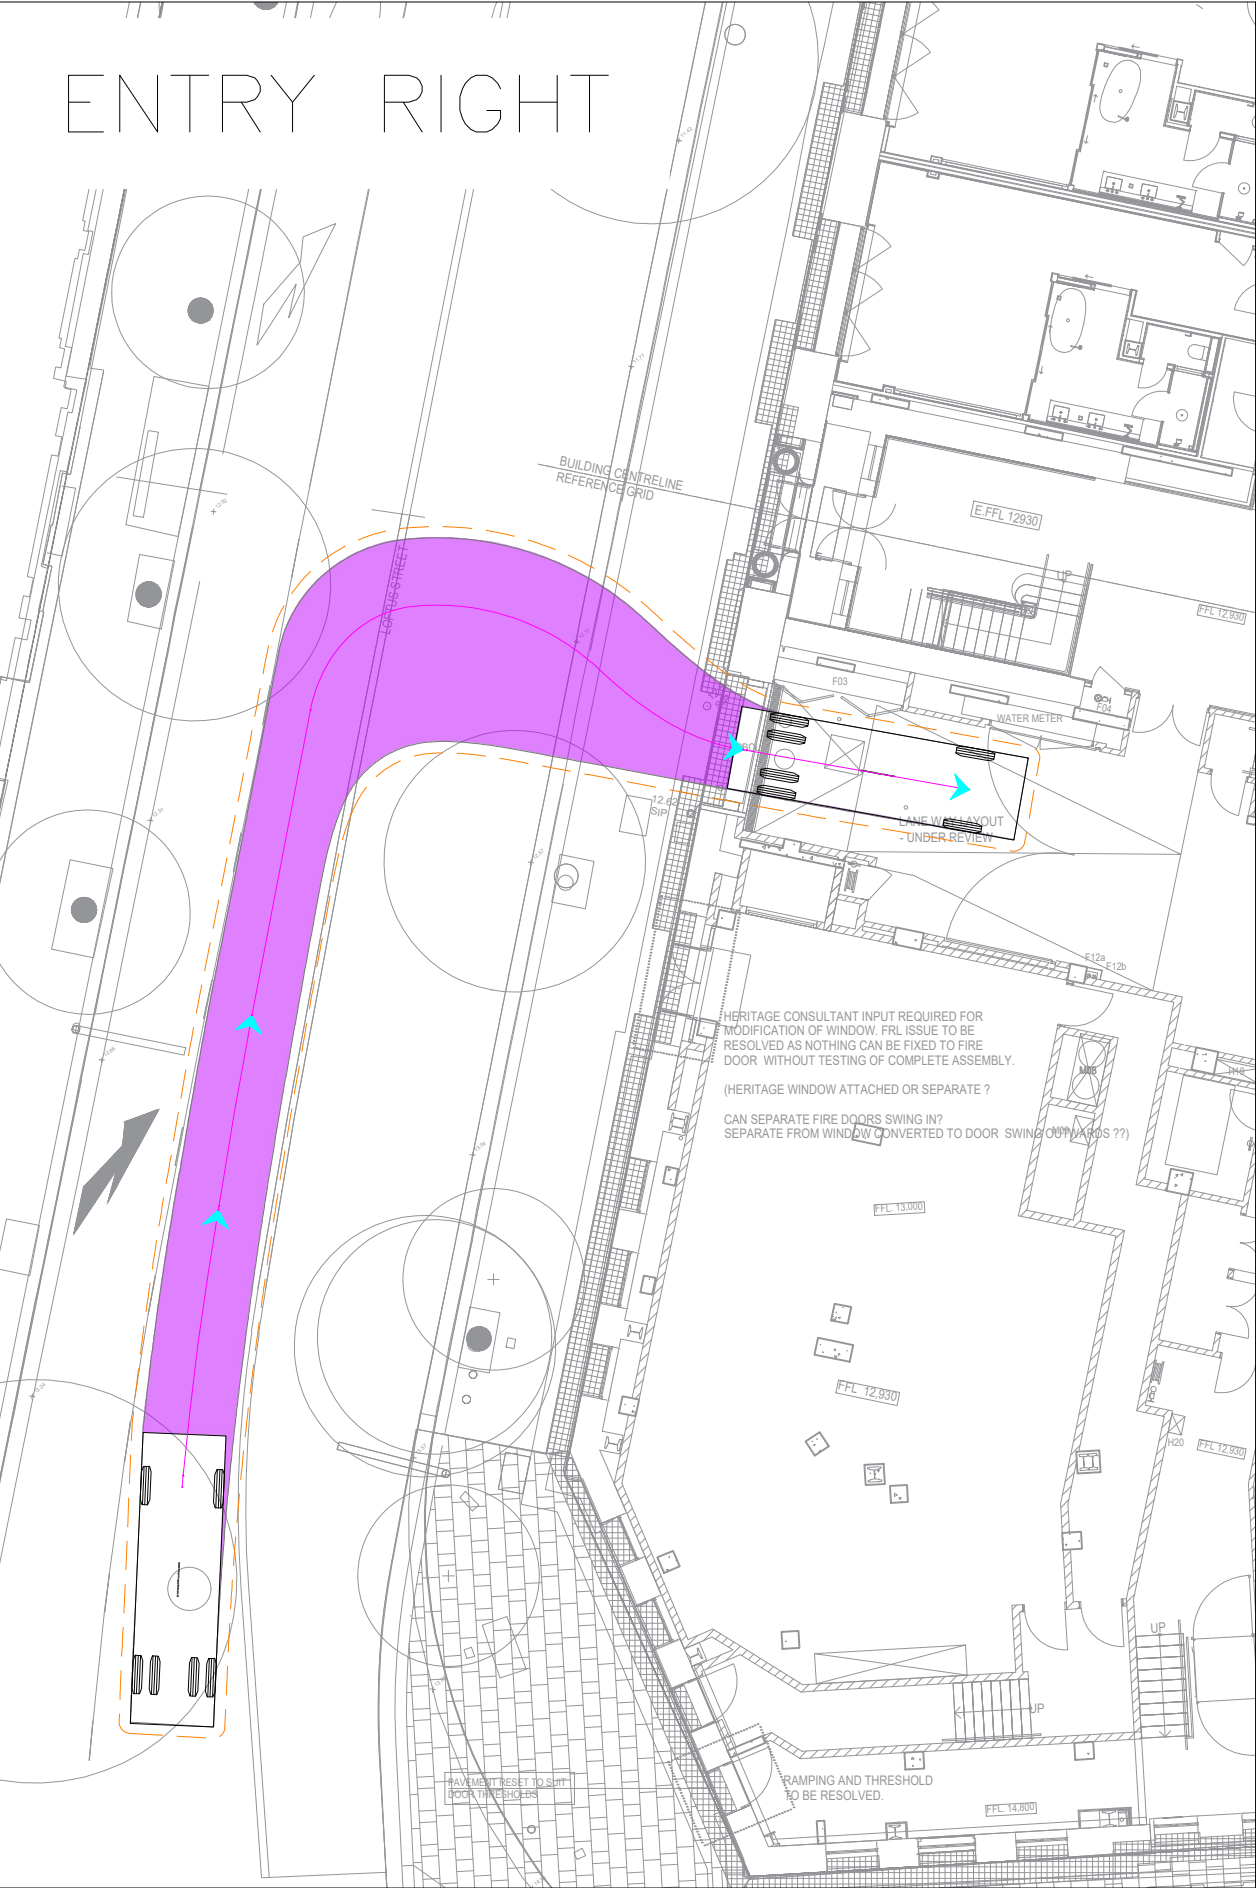 ENTRY RIGHT
BUILDING CENTRELINE
REFERENCE GRID
E.FFL 12930
UP
FFL 12,930
LOFTUS STREET
F03
F04
WATER METER
12.62
SIP
LANE WAY LAYOUT
- UNDER REVIEW
F12a
F12b
HERITAGE CONSULTANT INPUT REQUIRED FOR
MODIFICATION OF WINDOW. FRL ISSUE TO BE
RESOLVED AS NOTHING CAN BE FIXED TO FIRE
DOOR WITHOUT TESTING OF COMPLETE ASSEMBLY.
(HERITAGE WINDOW ATTACHED OR SEPARATE ?
CAN SEPARATE FIRE DOORS SWING IN?
SEPARATE FROM WINDOW CONVERTED TO DOOR SWING OUTWARDS ??)
M08
H19
FFL. 13.000
FFL 12,930
H20
FFL 12,930
UP
UP
PAVEMENT RESET TO SUIT
DOOR THRESHOLDS
RAMPING AND THRESHOLD
TO BE RESOLVED.
FFL. 14,800